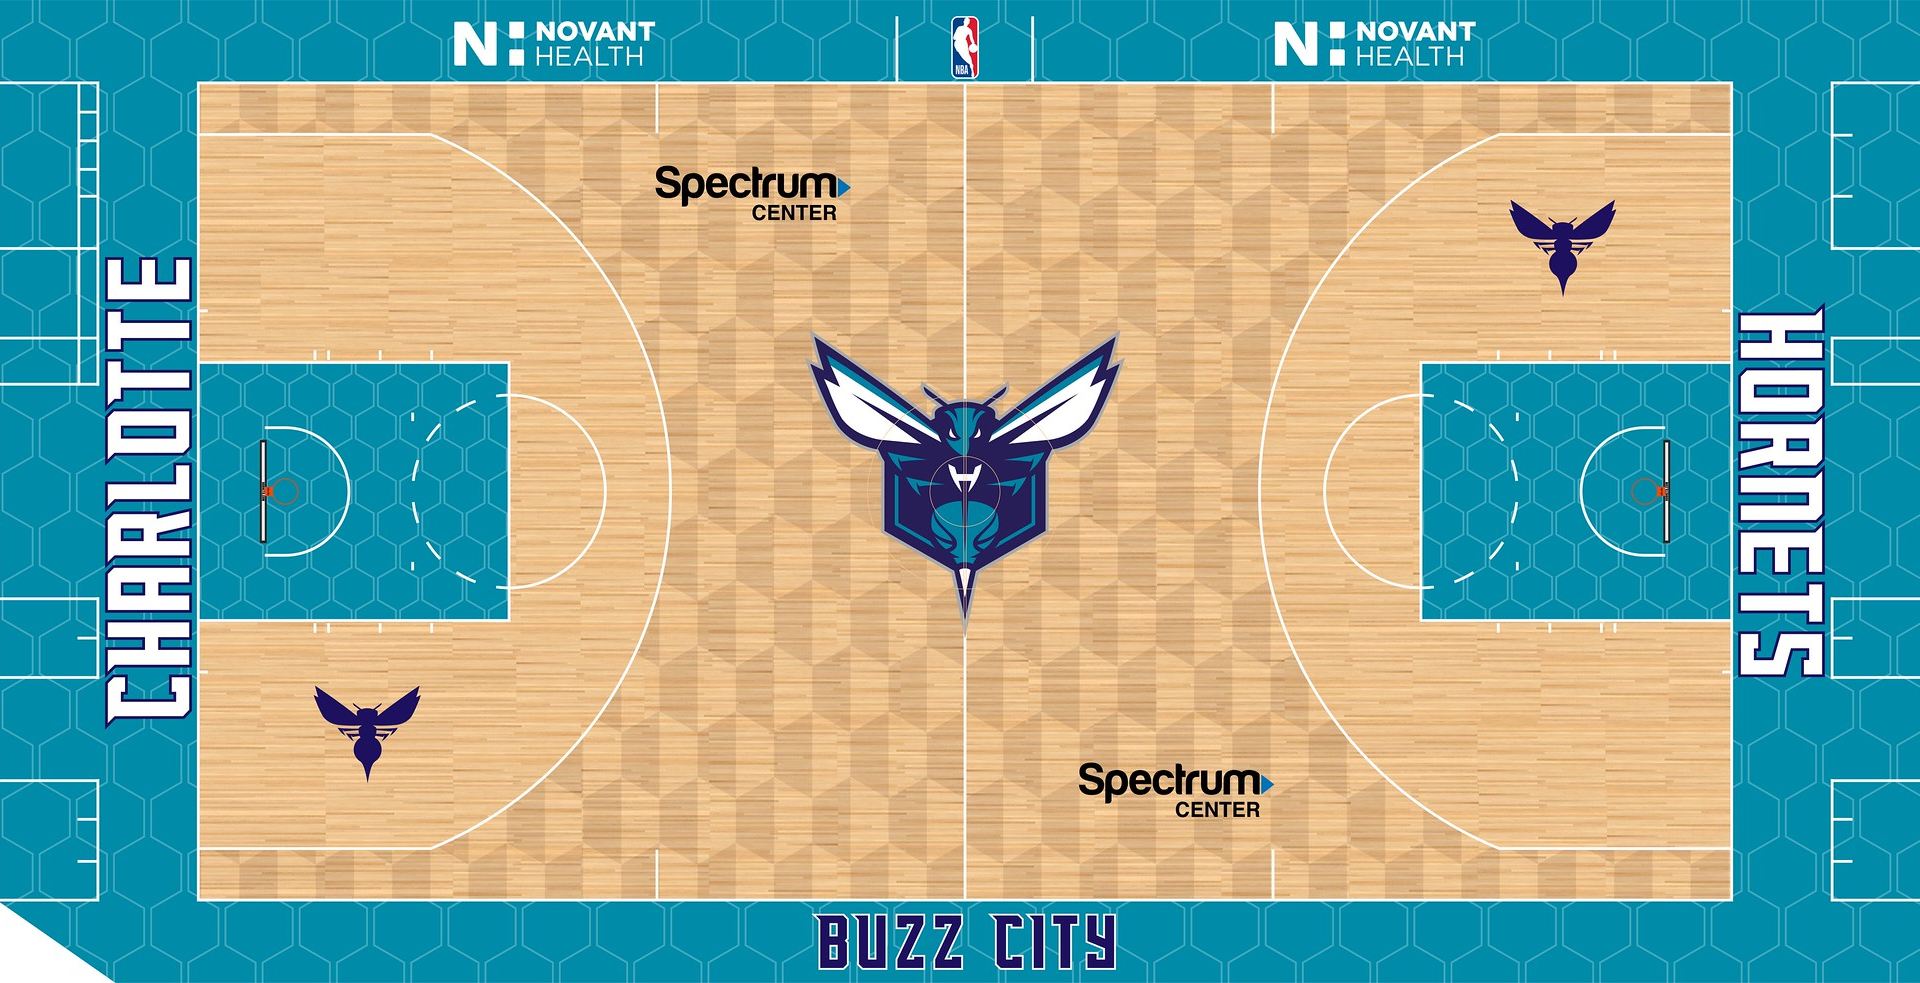 NOVANT
HEALTH
NBA
NOVANT
HEALTH
Spectrum
CENTER
CHARLOTTE
HORNETS
Spectrum
CENTER
BUZZ CITY